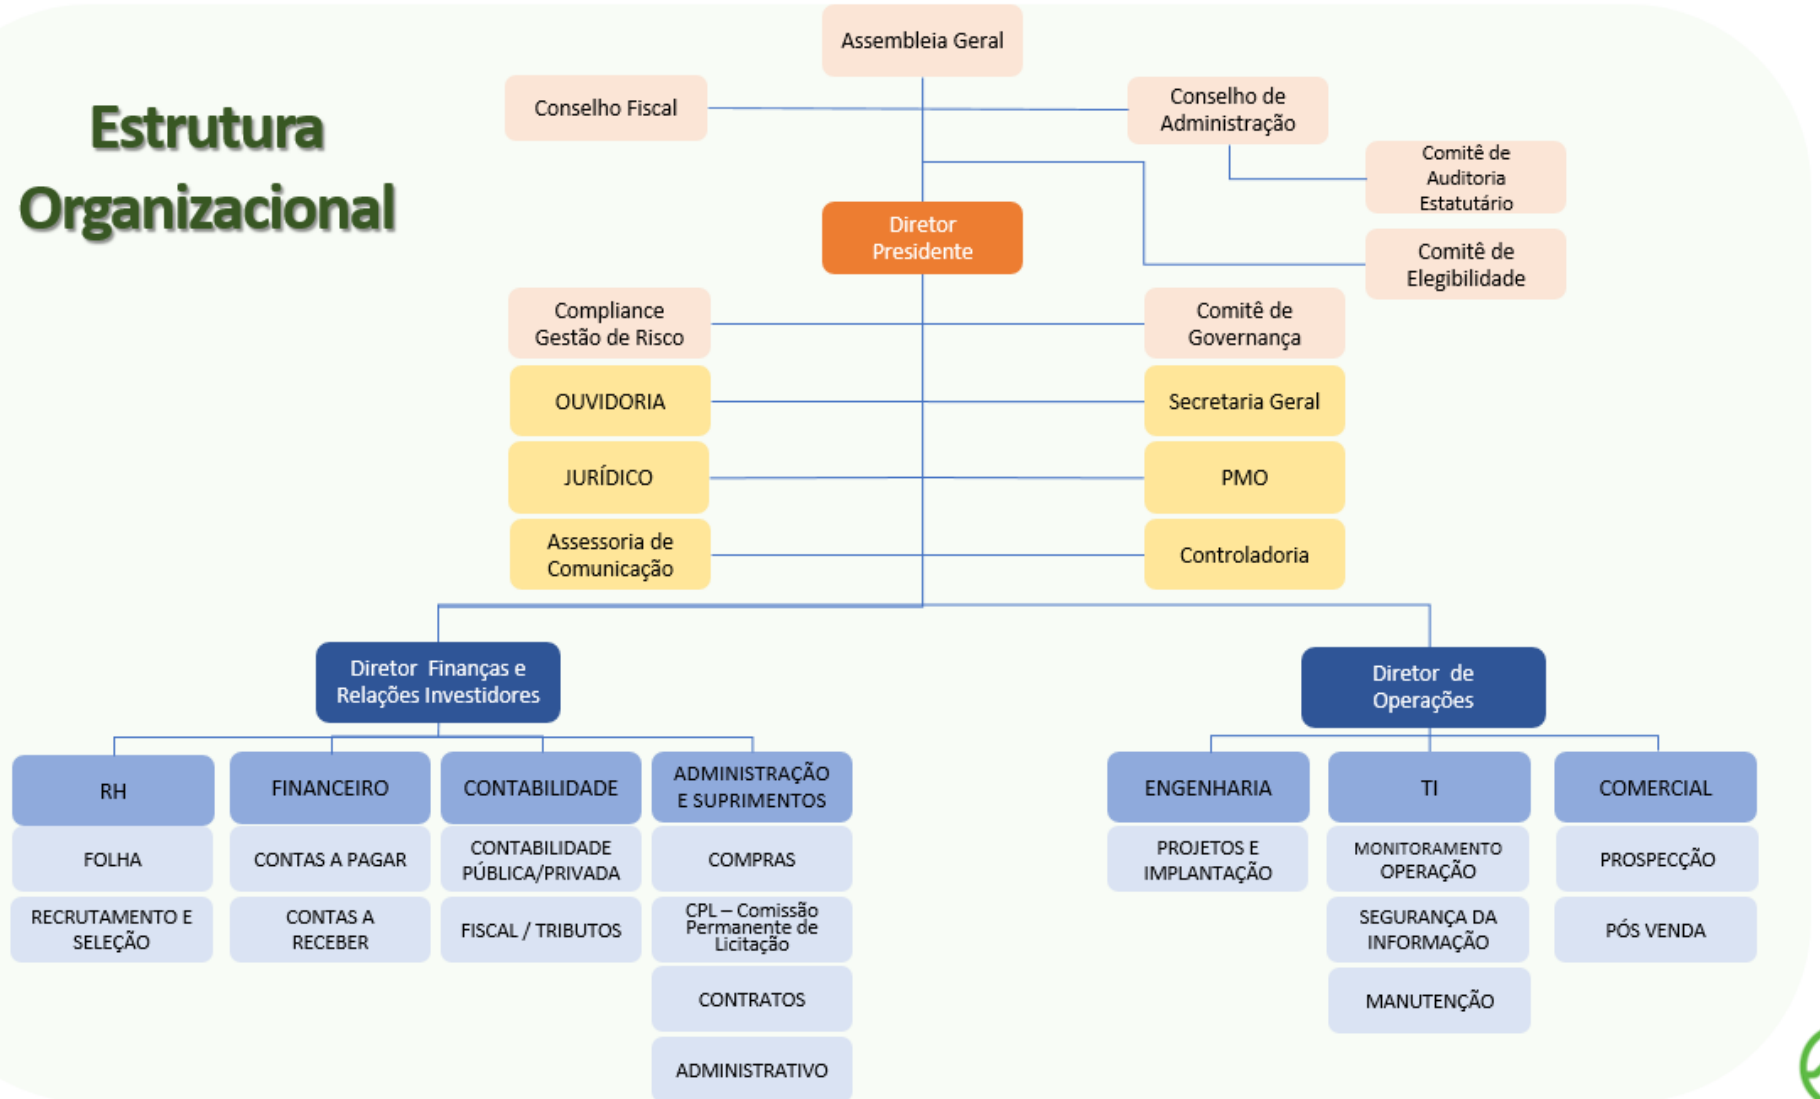 Assembleia Geral
Estrutura
Organizacional
Conselho Fiscal
Conselho de
Administração
Comitê de
Auditoria
Estatutário
Diretor
Presidente
Comitê de
Elegibilidade
Compliance
Gestão de Risco
Comitê de
Governança
OUVIDORIA
Secretaria Geral
JURÍDICO
PMO
Assessoria de
Comunicação
Controladoria
Diretor  Finanças e
Relações Investidores
Diretor  de
Operações
RH
FOLHA
RECRUTAMENTO E
SELEÇÃO
FINANCEIRO
CONTAS A PAGAR
CONTAS A
RECEBER
CONTABILIDADE
CONTABILIDADE
PÚBLICA/PRIVADA
FISCAL / TRIBUTOS
ADMINISTRAÇÃO
E SUPRIMENTOS
COMPRAS
CPL – Comissão
Permanente de
Licitação
CONTRATOS
ADMINISTRATIVO
ENGENHARIA
PROJETOS E
IMPLANTAÇÃO
TI
MONITORAMENTO
OPERAÇÃO
SEGURANÇA DA
INFORMAÇÃO
MANUTENÇÃO
COMERCIAL
PROSPECÇÃO
PÓS VENDA